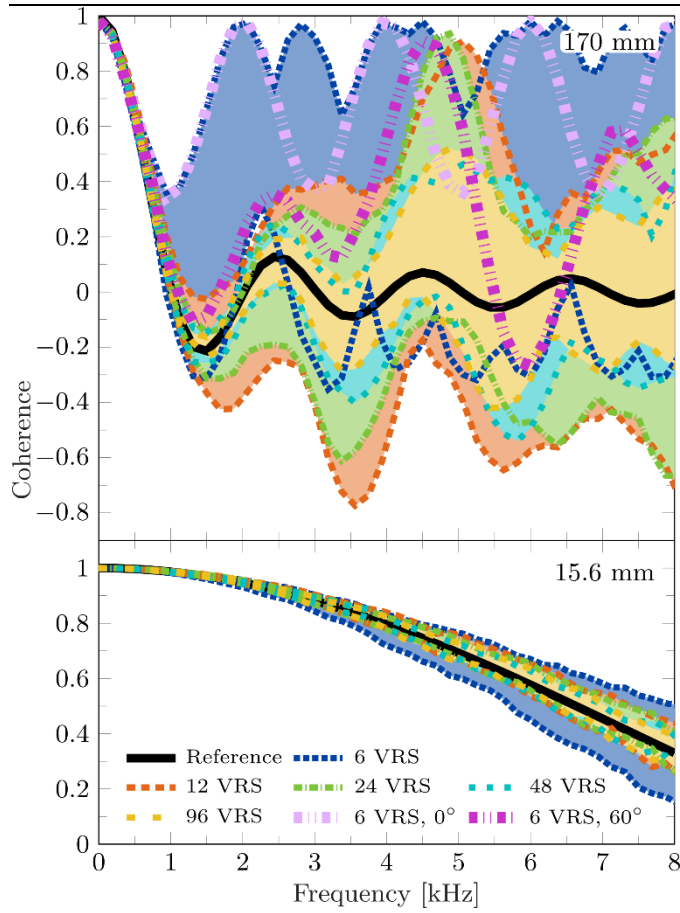 1
170 mm
0.8
0.6
0.4
0.2
0
−0.2
−0.4
−0.6
−0.8
Coherence
1
15.6 mm
0.8
0.6
0.4
0.2
0
Reference 6 VRS
12 VRS 24 VRS 48 VRS
96 VRS 6 VRS, 0° 6 VRS, 60°
0 1 2 3 4 5 6 7 8
Frequency [kHz]